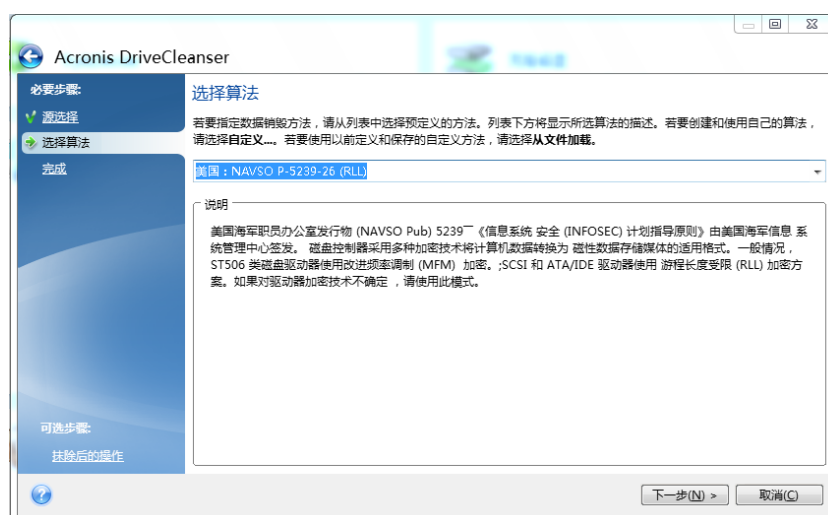 Acronis DriveCleanser
必要步骤:
源选择
选择算法
完成
选择算法
若要指定数据销毁方法，请从列表中选择预定义的方法。列表下方将显示所选算法的描述。若要创建和使用自己的算法，
请选择自定义...。若要使用以前定义和保存的自定义方法，请选择从文件加载。
美国：NAVSO P-5239-26 (RLL)
说明
美国海军职员办公室发行物 (NAVSO Pub) 5239¯《信息系统 安全 (INFOSEC) 计划指导原则》由美国海军信息 系
统管理中心签发。 磁盘控制器采用多种加密技术将计算机数据转换为 磁性数据存储媒体的适用格式。一般情况，
ST506 类磁盘驱动器使用改进频率调制 (MFM) 加密。;SCSI 和 ATA/IDE 驱动器使用 游程长度受限 (RLL) 加密方
案。如果对驱动器加密技术不确定 ，请使用此模式。
可选步骤:
抹除后的操作
下一步(N) >
取消(C)